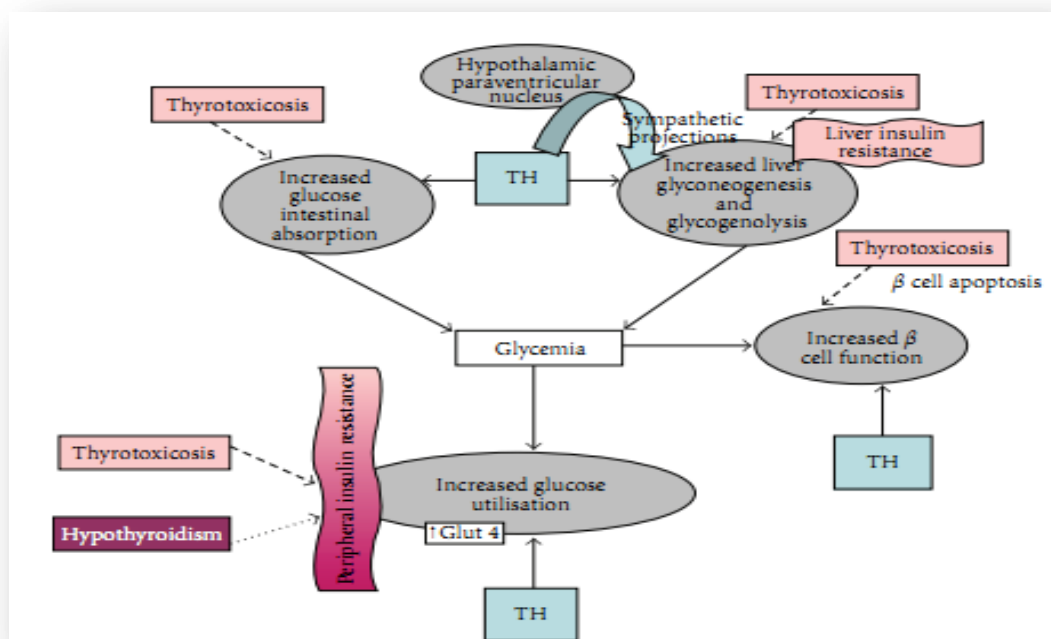 Hypothalamic
paraventricular
nucleus
Thyrotoxicosis
Thyrotoxicosis
Sympathetic
projections
Liver insulin
resistance
Increased
glucose
intestinal
absorption
TH
Increased liver
glyconeogenesis
and
glycogenolysis
Thyrotoxicosis
β cell apoptosis
Glycemia
Increased β
cell function
Peripheral insulin resistance
Thyrotoxicosis
TH
Increased glucose
utilisation
↑Glut 4
Hypothyroidism
TH